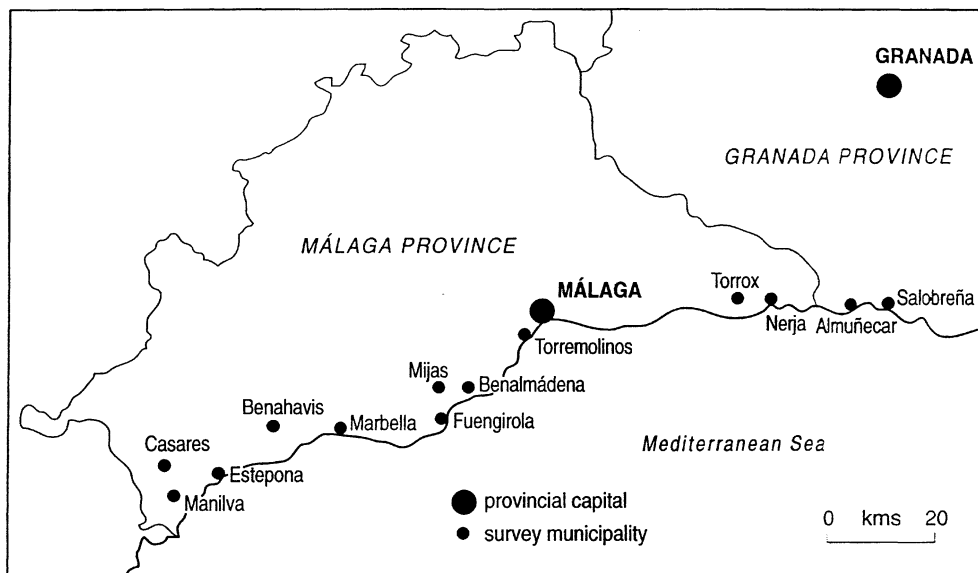 GRANADA
GRANADA PROVINCE
MÁLAGA PROVINCE
MÁLAGA
Torrox
Salobreña
Nerja
Almuñecar
Torremolinos
Mijas
Benalmádena
Benahavis
Marbella
Fuengirola
Mediterranean Sea
Casares
Estepona
Manilva
provincial capital
survey municipality
0 kms 20